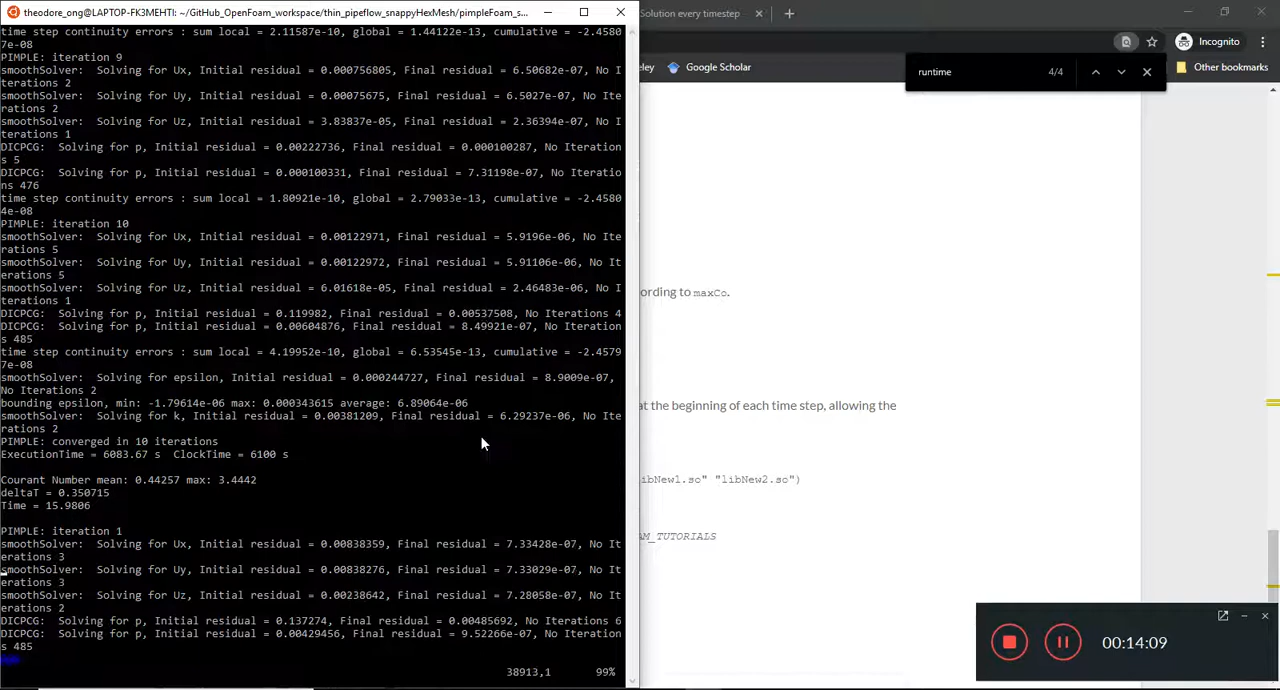 theodore_ong@LAPTOP-FK3MEHTI: ~/GitHub_OpenFoam_workspace/thin_pipeflow_snappyHexMesh/pimpleFoam_s...
Solution every timestep
Incognito
eley Google Scholar
Other bookmarks
runtime 4/4
time step continuity errors : sum local = 2.11587e-10, global = 1.44122e-13, cumulative = -2.4580
7e-08
PIMPLE: iteration 9
smoothSolver:  Solving for Ux, Initial residual = 0.000756805, Final residual = 6.50682e-07, No I
terations 2
smoothSolver:  Solving for Uy, Initial residual = 0.00075675, Final residual = 6.5027e-07, No Ite
rations 2
smoothSolver:  Solving for Uz, Initial residual = 3.83837e-05, Final residual = 2.36394e-07, No I
terations 1
DICPCG:  Solving for p, Initial residual = 0.00222736, Final residual = 0.000100287, No Iteration
s 5
DICPCG:  Solving for p, Initial residual = 0.000100331, Final residual = 7.31198e-07, No Iteratio
ns 476
time step continuity errors : sum local = 1.80921e-10, global = 2.79033e-13, cumulative = -2.4580
4e-08
PIMPLE: iteration 10
smoothSolver:  Solving for Ux, Initial residual = 0.00122971, Final residual = 5.9196e-06, No Ite
rations 5
smoothSolver:  Solving for Uy, Initial residual = 0.00122972, Final residual = 5.91106e-06, No It
erations 5
smoothSolver:  Solving for Uz, Initial residual = 6.01618e-05, Final residual = 2.46483e-07, No I
terations 1
DICPCG:  Solving for p, Initial residual = 0.119982, Final residual = 0.00537508, No Iterations 4
DICPCG:  Solving for p, Initial residual = 0.00604876, Final residual = 8.49921e-07, No Iteration
s 485
time step continuity errors : sum local = 4.19952e-10, global = 6.53545e-13, cumulative = -2.4579
7e-08
smoothSolver:  Solving for epsilon, Initial residual = 0.000244727, Final residual = 8.9009e-07,
No Iterations 2
bounding epsilon, min: -1.79614e-06 max: 0.000343615 average: 6.89064e-06
smoothSolver:  Solving for k, Initial residual = 0.00381209, Final residual = 6.29237e-06, No Ite
rations 2
PIMPLE: converged in 10 iterations
ExecutionTime = 6083.67 s  ClockTime = 6100 s
Courant Number mean: 0.44257 max: 3.4442
deltaT = 0.350715
Time = 15.9806
PIMPLE: iteration 1
smoothSolver:  Solving for Ux, Initial residual = 0.00838359, Final residual = 7.33428e-07, No It
erations 3
smoothSolver:  Solving for Uy, Initial residual = 0.00838276, Final residual = 7.33029e-07, No It
erations 3
smoothSolver:  Solving for Uz, Initial residual = 0.00238642, Final residual = 7.28058e-07, No It
erations 2
DICPCG:  Solving for p, Initial residual = 0.137274, Final residual = 0.00485692, No Iterations 6
DICPCG:  Solving for p, Initial residual = 0.00429456, Final residual = 9.52266e-07, No Iteration
s 485
38913,1 99%
ording to maxCo.
at the beginning of each time step, allowing the
ibNew1.so" "libNew2.so")
AM_TUTORIALS
00:14:09